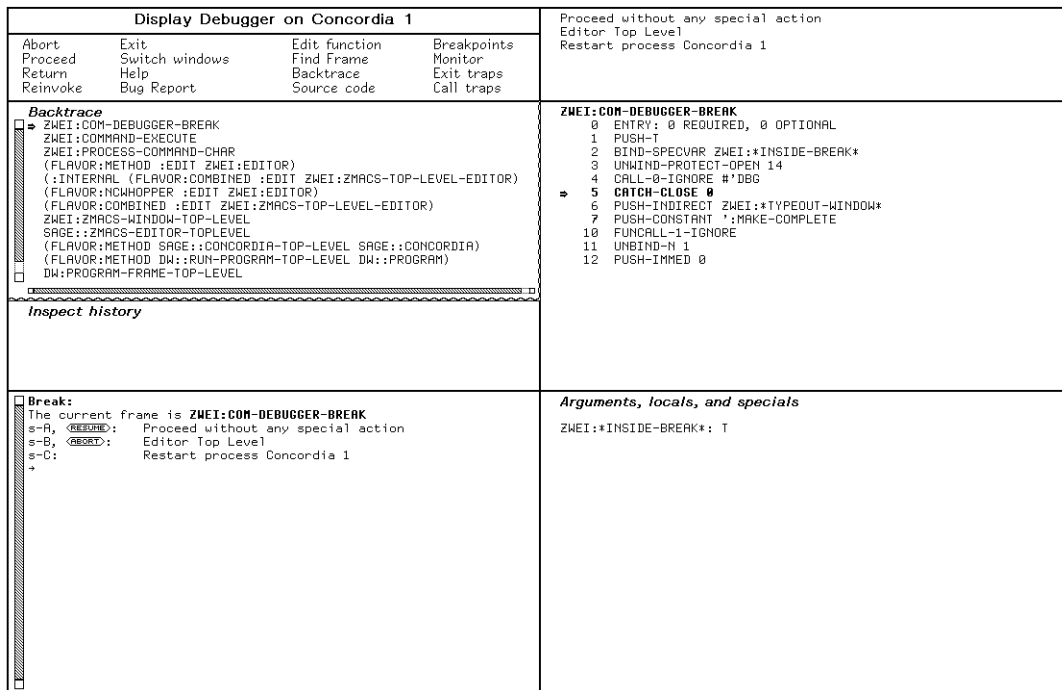 Display Debugger on Concordia 1
Abort Exit Edit function Breakpoints
Proceed Switch windows Find Frame Monitor
Return Help Backtrace Exit traps
Reinvoke Bug Report Source code Call traps
Proceed without any special action
Editor Top Level
Restart process Concordia 1
Backtrace
⇒ ZWEI:COM-DEBUGGER-BREAK
ZWEI:COMMAND-EXECUTE
ZWEI:PROCESS-COMMAND-CHAR
(FLAVOR:METHOD :EDIT ZWEI:EDITOR)
(:INTERNAL (FLAVOR:COMBINED :EDIT ZWEI:ZMACS-TOP-LEVEL-EDITOR)
(FLAVOR:NCWHOPPER :EDIT ZWEI:EDITOR)
(FLAVOR:COMBINED :EDIT ZWEI:ZMACS-TOP-LEVEL-EDITOR)
ZWEI:ZMACS-WINDOW-TOP-LEVEL
SAGE::ZMACS-EDITOR-TOPLEVEL
(FLAVOR:METHOD SAGE::CONCORDIA-TOP-LEVEL SAGE::CONCORDIA)
(FLAVOR:METHOD DW::RUN-PROGRAM-TOP-LEVEL DW::PROGRAM)
DW:PROGRAM-FRAME-TOP-LEVEL
ZWEI:COM-DEBUGGER-BREAK
0 ENTRY: 0 REQUIRED, 0 OPTIONAL
1 PUSH-T
2 BIND-SPECVAR ZWEI:*INSIDE-BREAK*
3 UNWIND-PROTECT-OPEN 14
4 CALL-0-IGNORE #'DBG
⇒ 5 CATCH-CLOSE 0
6 PUSH-INDIRECT ZWEI:*TYPEOUT-WINDOW*
7 PUSH-CONSTANT ':MAKE-COMPLETE
10 FUNCALL-1-IGNORE
11 UNBIND-N 1
12 PUSH-IMMED 0
Inspect history
Break:
The current frame is ZWEI:COM-DEBUGGER-BREAK
s-A, RESUME: Proceed without any special action
s-B, ABORT: Editor Top Level
s-C: Restart process Concordia 1
→
Arguments, locals, and specials
ZWEI:*INSIDE-BREAK*: T